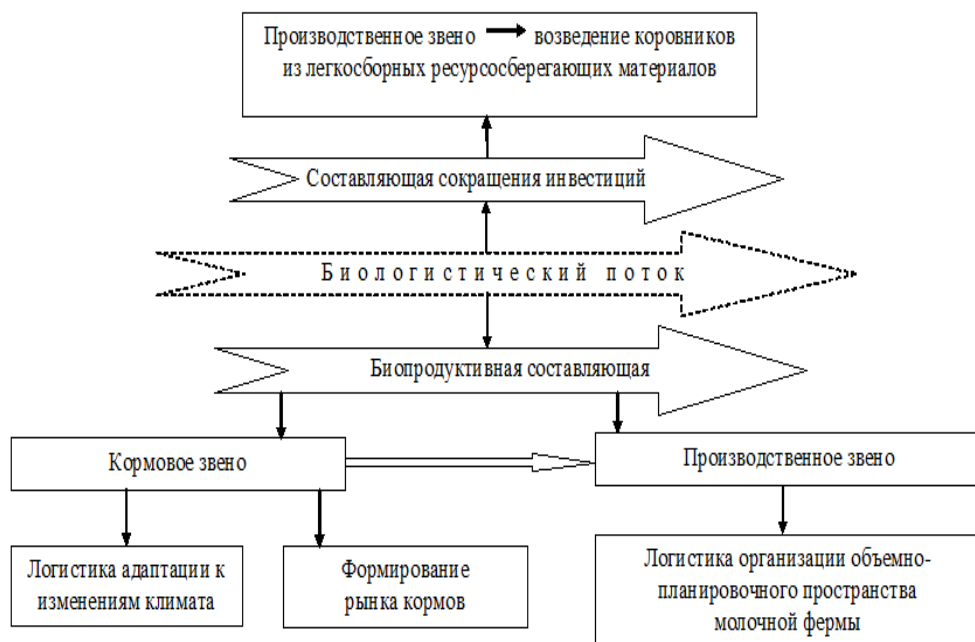 Производственное звено возведение коровников
из легкосборных ресурсосберегающих материалов
Составляющая сокращения инвестиций
Биологистический поток
Биопродуктивная составляющая
Кормовое звено
Производственное звено
Логистика адаптации к
изменениям климата
Формирование
рынка кормов
Логистика организации объемно-
планировочного пространства
молочной фермы